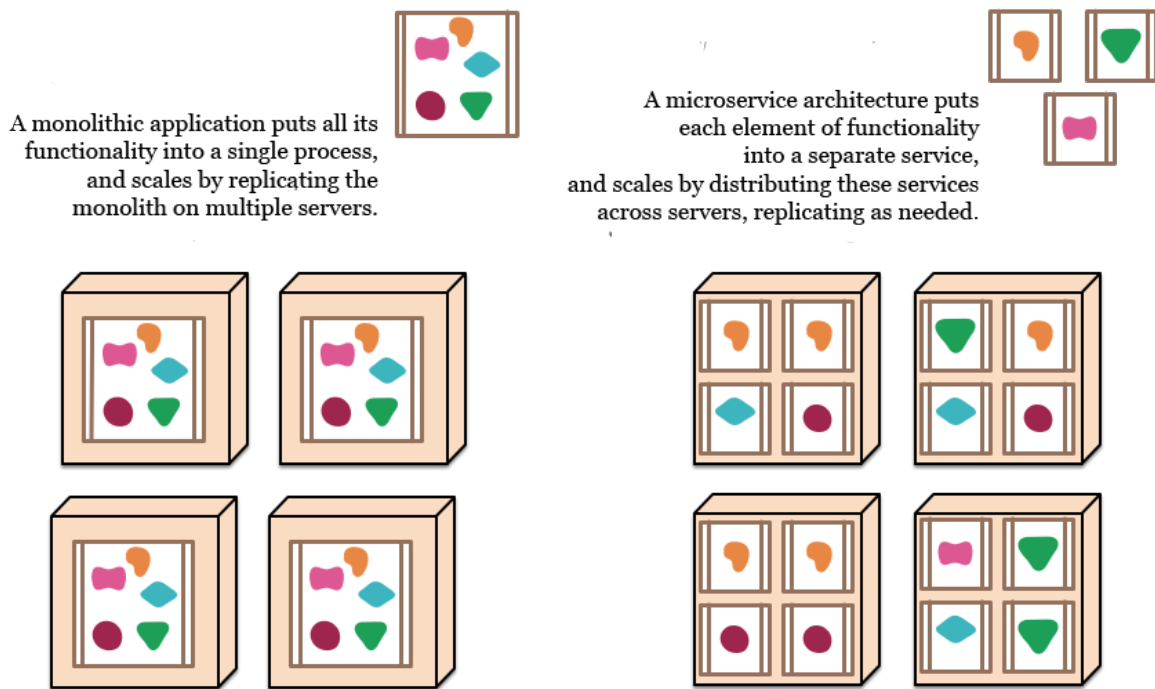 A monolithic application puts all its
functionality into a single process,
and scales by replicating the
monolith on multiple servers.
A microservice architecture puts
each element of functionality
into a separate service,
and scales by distributing these services
across servers, replicating as needed.